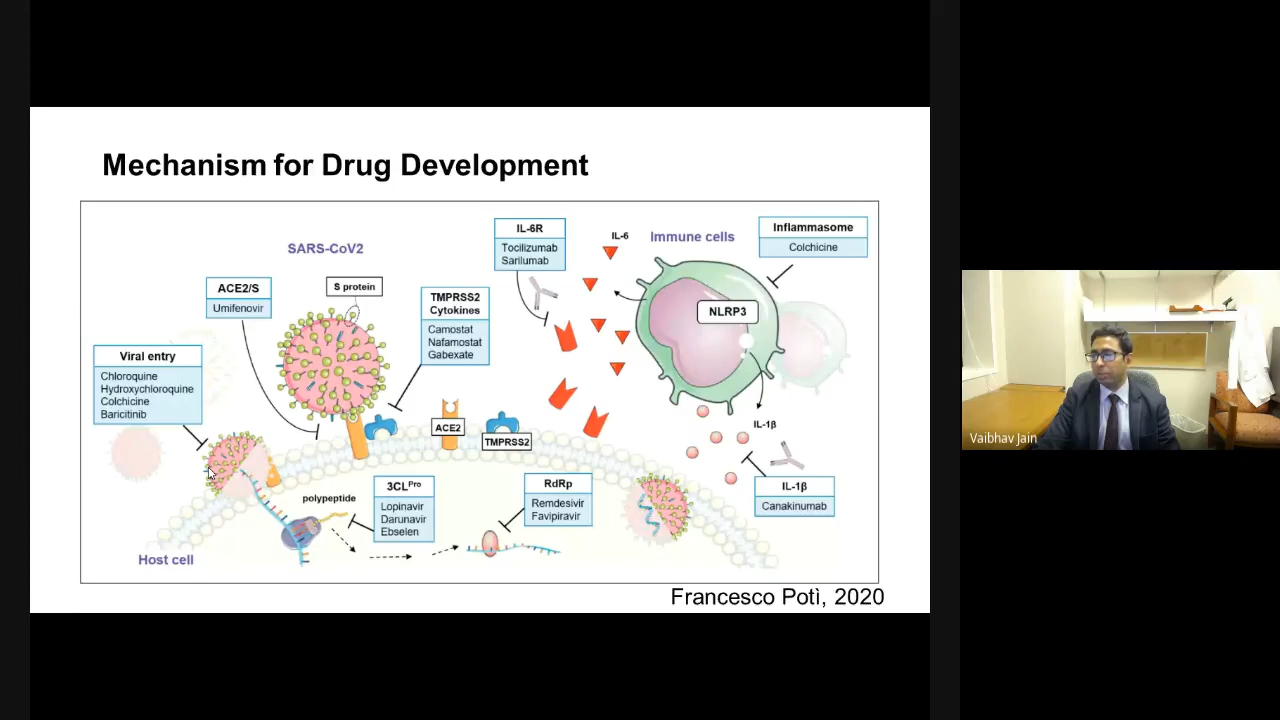 Mechanism for Drug Development
SARS-CoV2
IL-6R
Tocilizumab
Sarilumab
IL-6
Immune cells
Inflammasome
Colchicine
ACE2/S
Umifenovir
S protein
TMPRSS2
Cytokines
Camostat
Nafamostat
Gabexate
NLRP3
Viral entry
Chloroquine
Hydroxychloroquine
Colchicine
Baricitinib
ACE2
TMPRSS2
IL-1β
polypeptide
3CLPro
Lopinavir
Darunavir
Ebselen
RdRp
Remdesivir
Favipiravir
IL-1β
Canakinumab
Host cell
Francesco Potì, 2020
Vaibhav Jain